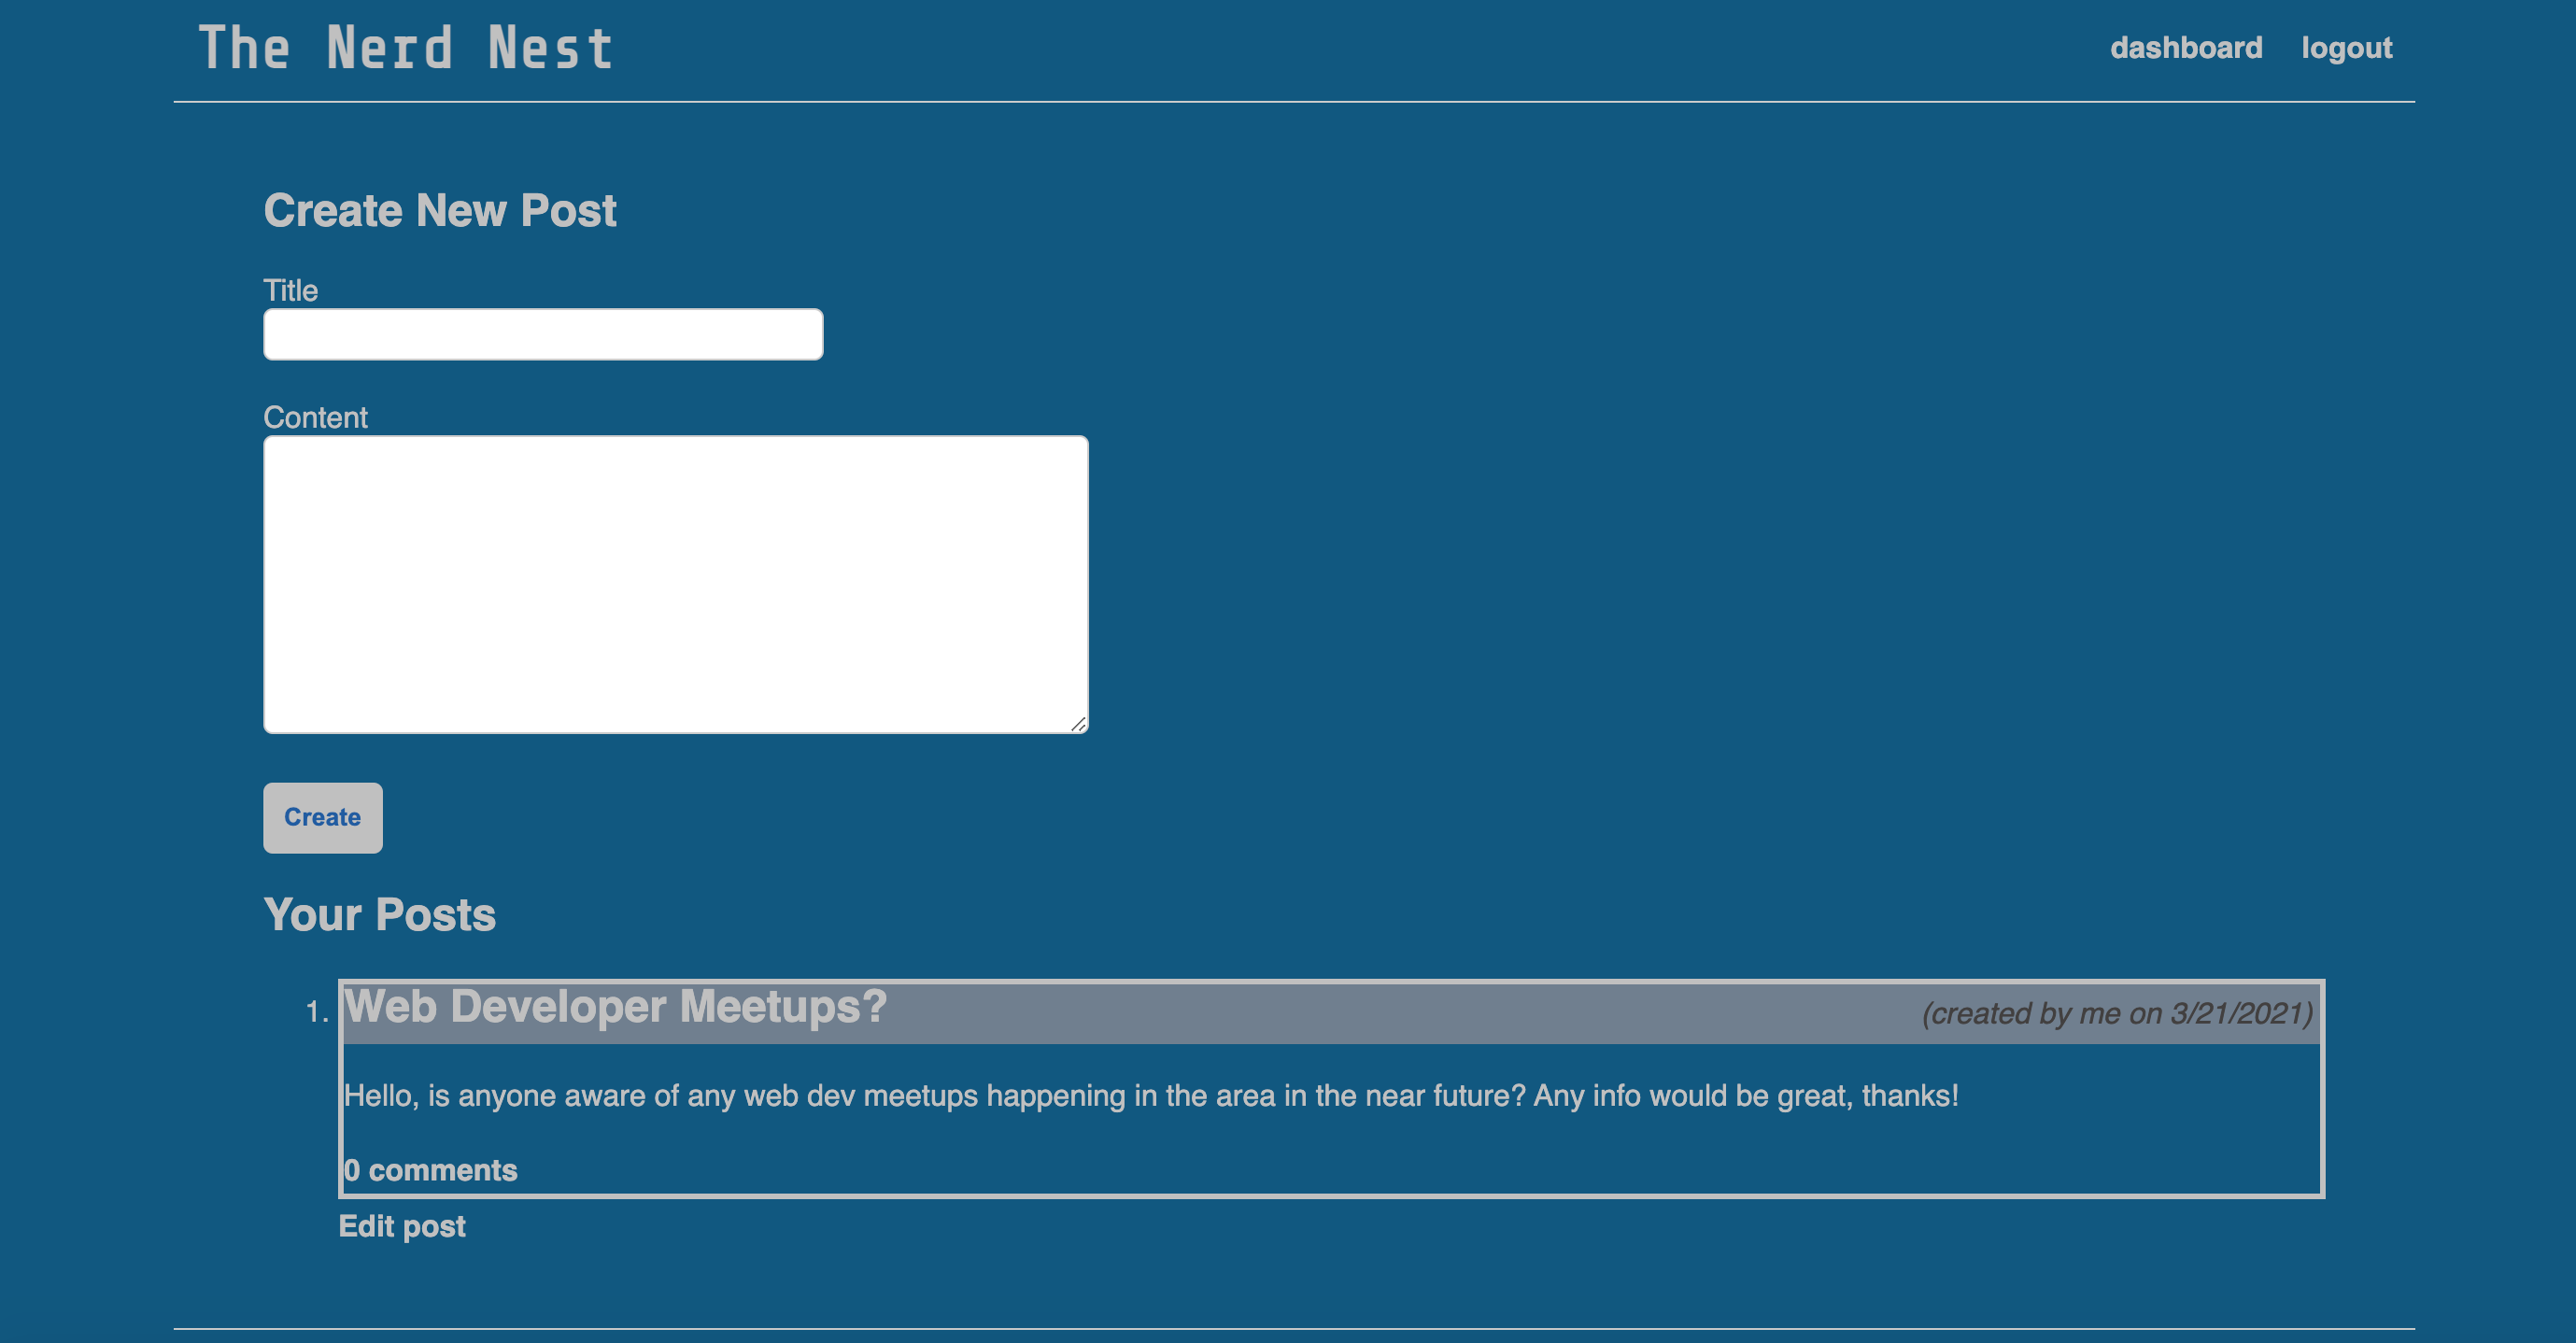 The Nerd Nest
dashboard logout
Create New Post
Title
Content
Create
Your Posts
1. Web Developer Meetups? (created by me on 3/21/2021)
Hello, is anyone aware of any web dev meetups happening in the area in the near future? Any info would be great, thanks!
0 comments
Edit post